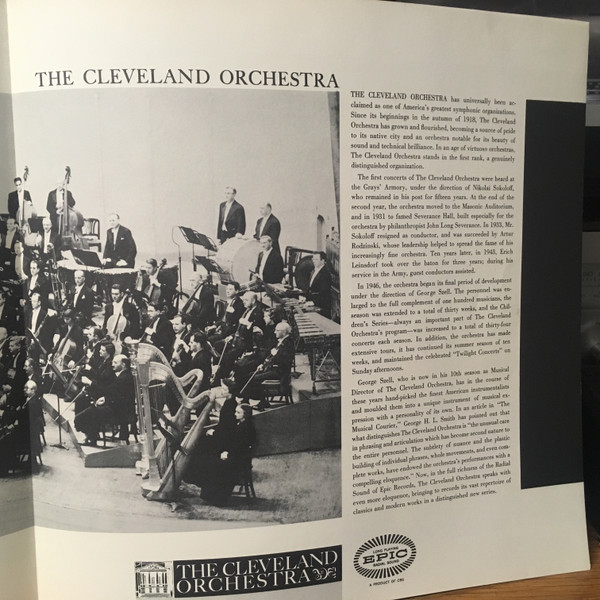 THE CLEVELAND ORCHESTRA
THE CLEVELAND ORCHESTRA has universally been ac-
claimed as one of America's greatest symphonic organizations.
Since its beginnings in the autumn of 1918, The Cleveland
Orchestra has grown and flourished, becoming a source of pride
to its native city and an orchestra notable for its beauty of
sound and technical brilliance. In an age of virtuoso orchestras,
The Cleveland Orchestra stands in the first rank, a genuinely
distinguished organization.
The first concerts of The Cleveland Orchestra were heard at
the Grays' Armory, under the direction of Nikolai Sokoloff,
who remained in his post for fifteen years. At the end of the
second year, the orchestra moved to the Masonic Auditorium,
and in 1931 to famed Severance Hall, built especially for the
orchestra by philanthropist John Long Severance. In 1933, Mr.
Sokoloff resigned as conductor, and was succeeded by Artur
Rodzinski, whose leadership helped to spread the fame of his
increasingly fine orchestra. Ten years later, in 1943, Erich
Leinsdorf took over the baton for three years; during his
service in the Army, guest conductors assisted.
In 1946, the orchestra began its final period of development
under the direction of George Szell. The personnel was en-
larged to the full complement of one hundred musicians, the
season was extended to a total of thirty weeks, and the Chil-
dren's Series—always an important part of The Cleveland
Orchestra's program—was increased to a total of thirty-four
concerts each season. In addition, the orchestra has made
extensive tours, it has continued its summer season of ten
weeks, and maintained the celebrated "Twilight Concerts" on
Sunday afternoons.
George Szell, who is now in his 10th season as Musical
Director of The Cleveland Orchestra, has in the course of
these years hand-picked the finest American instrumentalists
and moulded them into a unique instrument of musical ex-
pression with a personality of its own. In an article in "The
Musical Courier," George H. L. Smith has pointed out that
what distinguishes The Cleveland Orchestra is "the unusual care
in phrasing and articulation which has become second nature to
the entire personnel. The subtlety of nuance and the plastic
building of individual phrases, whole movements, and even com-
plete works, have endowed the orchestra's performances with a
compelling eloquence." Now, in the full richness of the Radial
Sound of Epic Records, The Cleveland Orchestra speaks with
even more eloquence, bringing to records its vast repertoire of
classics and modern works in a distinguished new series.
THE CLEVELAND
ORCHESTRA
LONG PLAYING
EPIC
RADIAL SOUND
A PRODUCT OF CBS